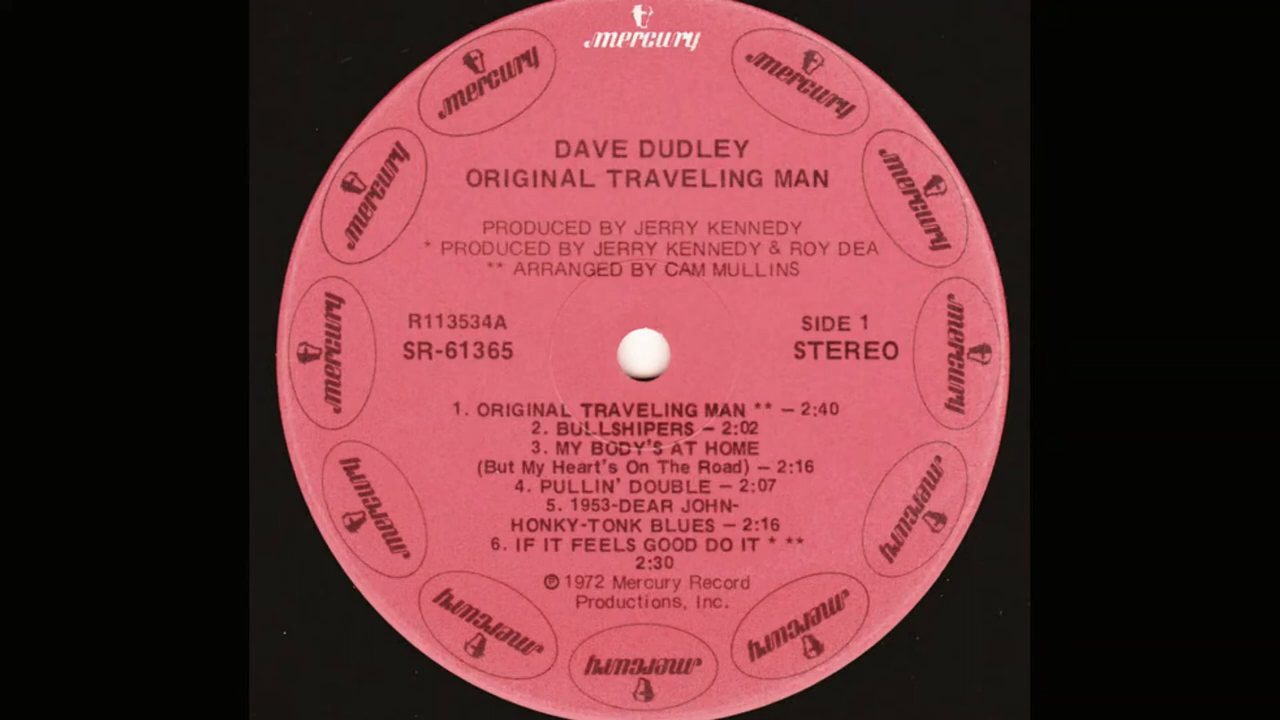 mercury
mercury
mercury
DAVE DUDLEY
ORIGINAL TRAVELING MAN
mercury
mercury
PRODUCED BY JERRY KENNEDY
* PRODUCED BY JERRY KENNEDY & ROY DEA
** ARRANGED BY CAM MULLINS
mercury
R113534A
SR-61365
SIDE 1
STEREO
mercury
1. ORIGINAL TRAVELING MAN ** – 2:40
2. BULLSHIPERS – 2:02
3. MY BODY'S AT HOME
(But My Heart's On The Road) – 2:16
4. PULLIN' DOUBLE – 2:07
5. 1953-DEAR JOHN-
HONKY-TONK BLUES – 2:16
6. IF IT FEELS GOOD DO IT * **
2:30
℗ 1972 Mercury Record
Productions, Inc.
mercury
mercury
mercury
mercury
mercury